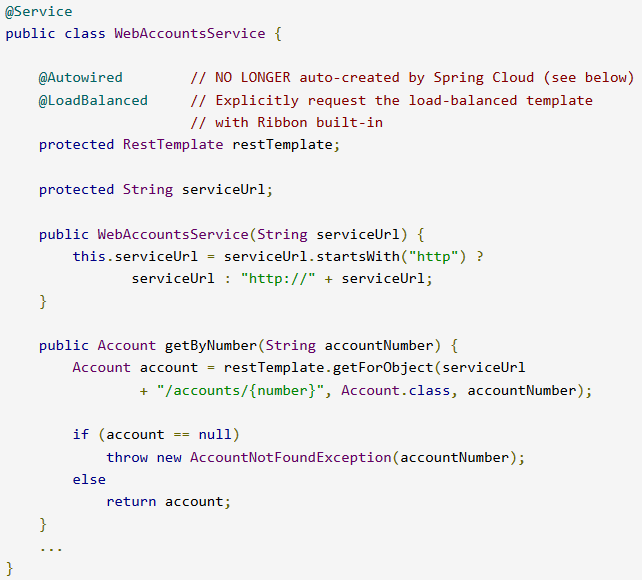 @Service
public class WebAccountsService {
    @Autowired        // NO LONGER auto-created by Spring Cloud (see below)
    @LoadBalanced     // Explicitly request the load-balanced template
                      // with Ribbon built-in
    protected RestTemplate restTemplate;
    protected String serviceUrl;
    public WebAccountsService(String serviceUrl) {
        this.serviceUrl = serviceUrl.startsWith("http") ?
               serviceUrl : "http://" + serviceUrl;
    }
    public Account getByNumber(String accountNumber) {
        Account account = restTemplate.getForObject(serviceUrl
                + "/accounts/{number}", Account.class, accountNumber);
        if (account == null)
            throw new AccountNotFoundException(accountNumber);
        else
            return account;
    }
    ...
}